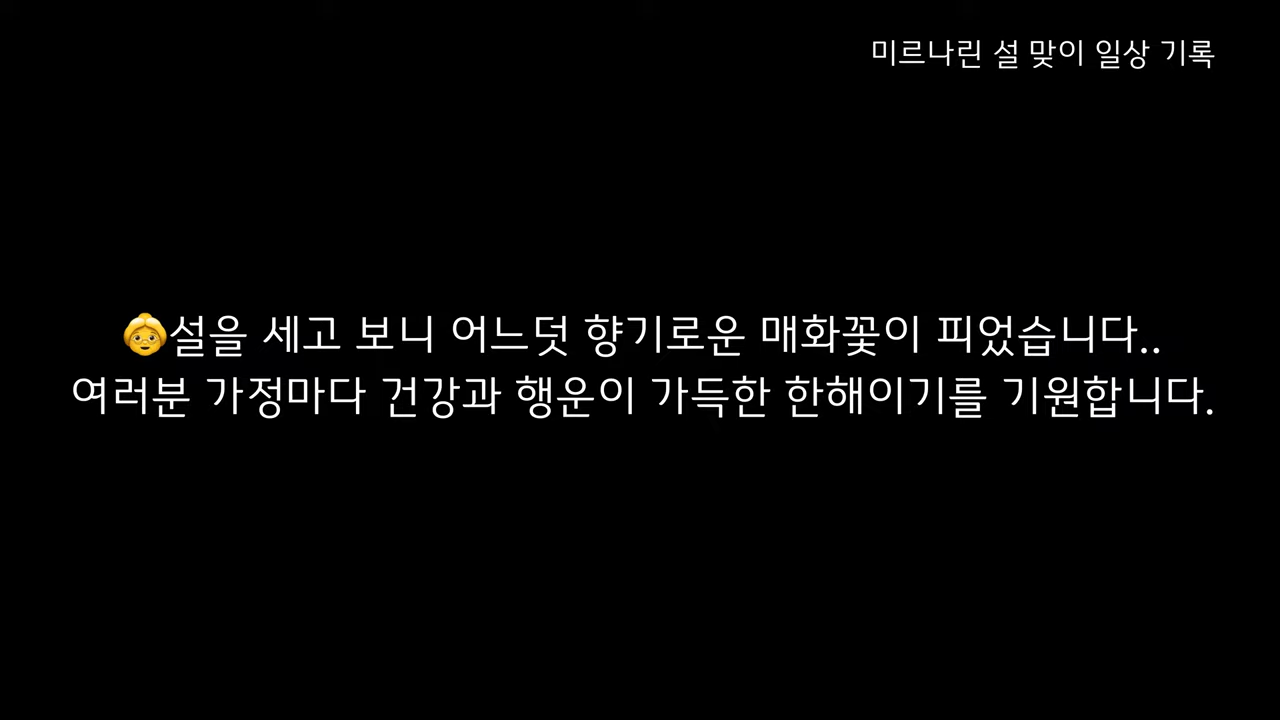 미르나린 설 맞이 일상 기록
👵설을 세고 보니 어느덧 향기로운 매화꽃이 피었습니다..
여러분 가정마다 건강과 행운이 가득한 한해이기를 기원합니다.